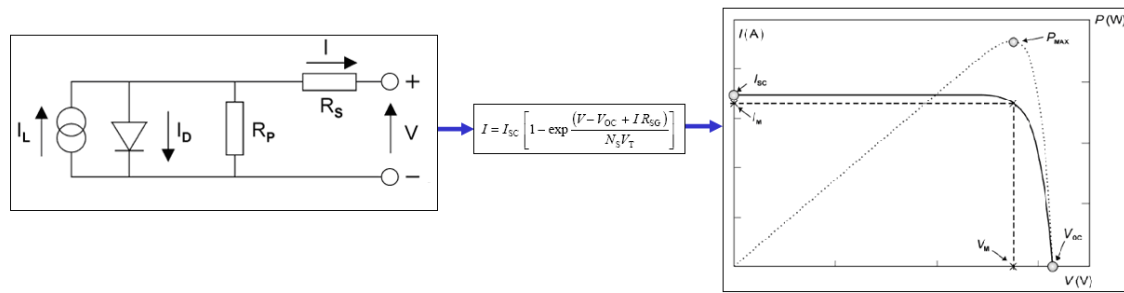 I
+
R_S
I_L
I_D
R_P
V
−
I = I_SC [1 − exp (V − V_OC + I R_SG) / N_S V_T]
I (A)
P (W)
P_MAX
I_SC
I_M
V_M
V_OC
V (V)